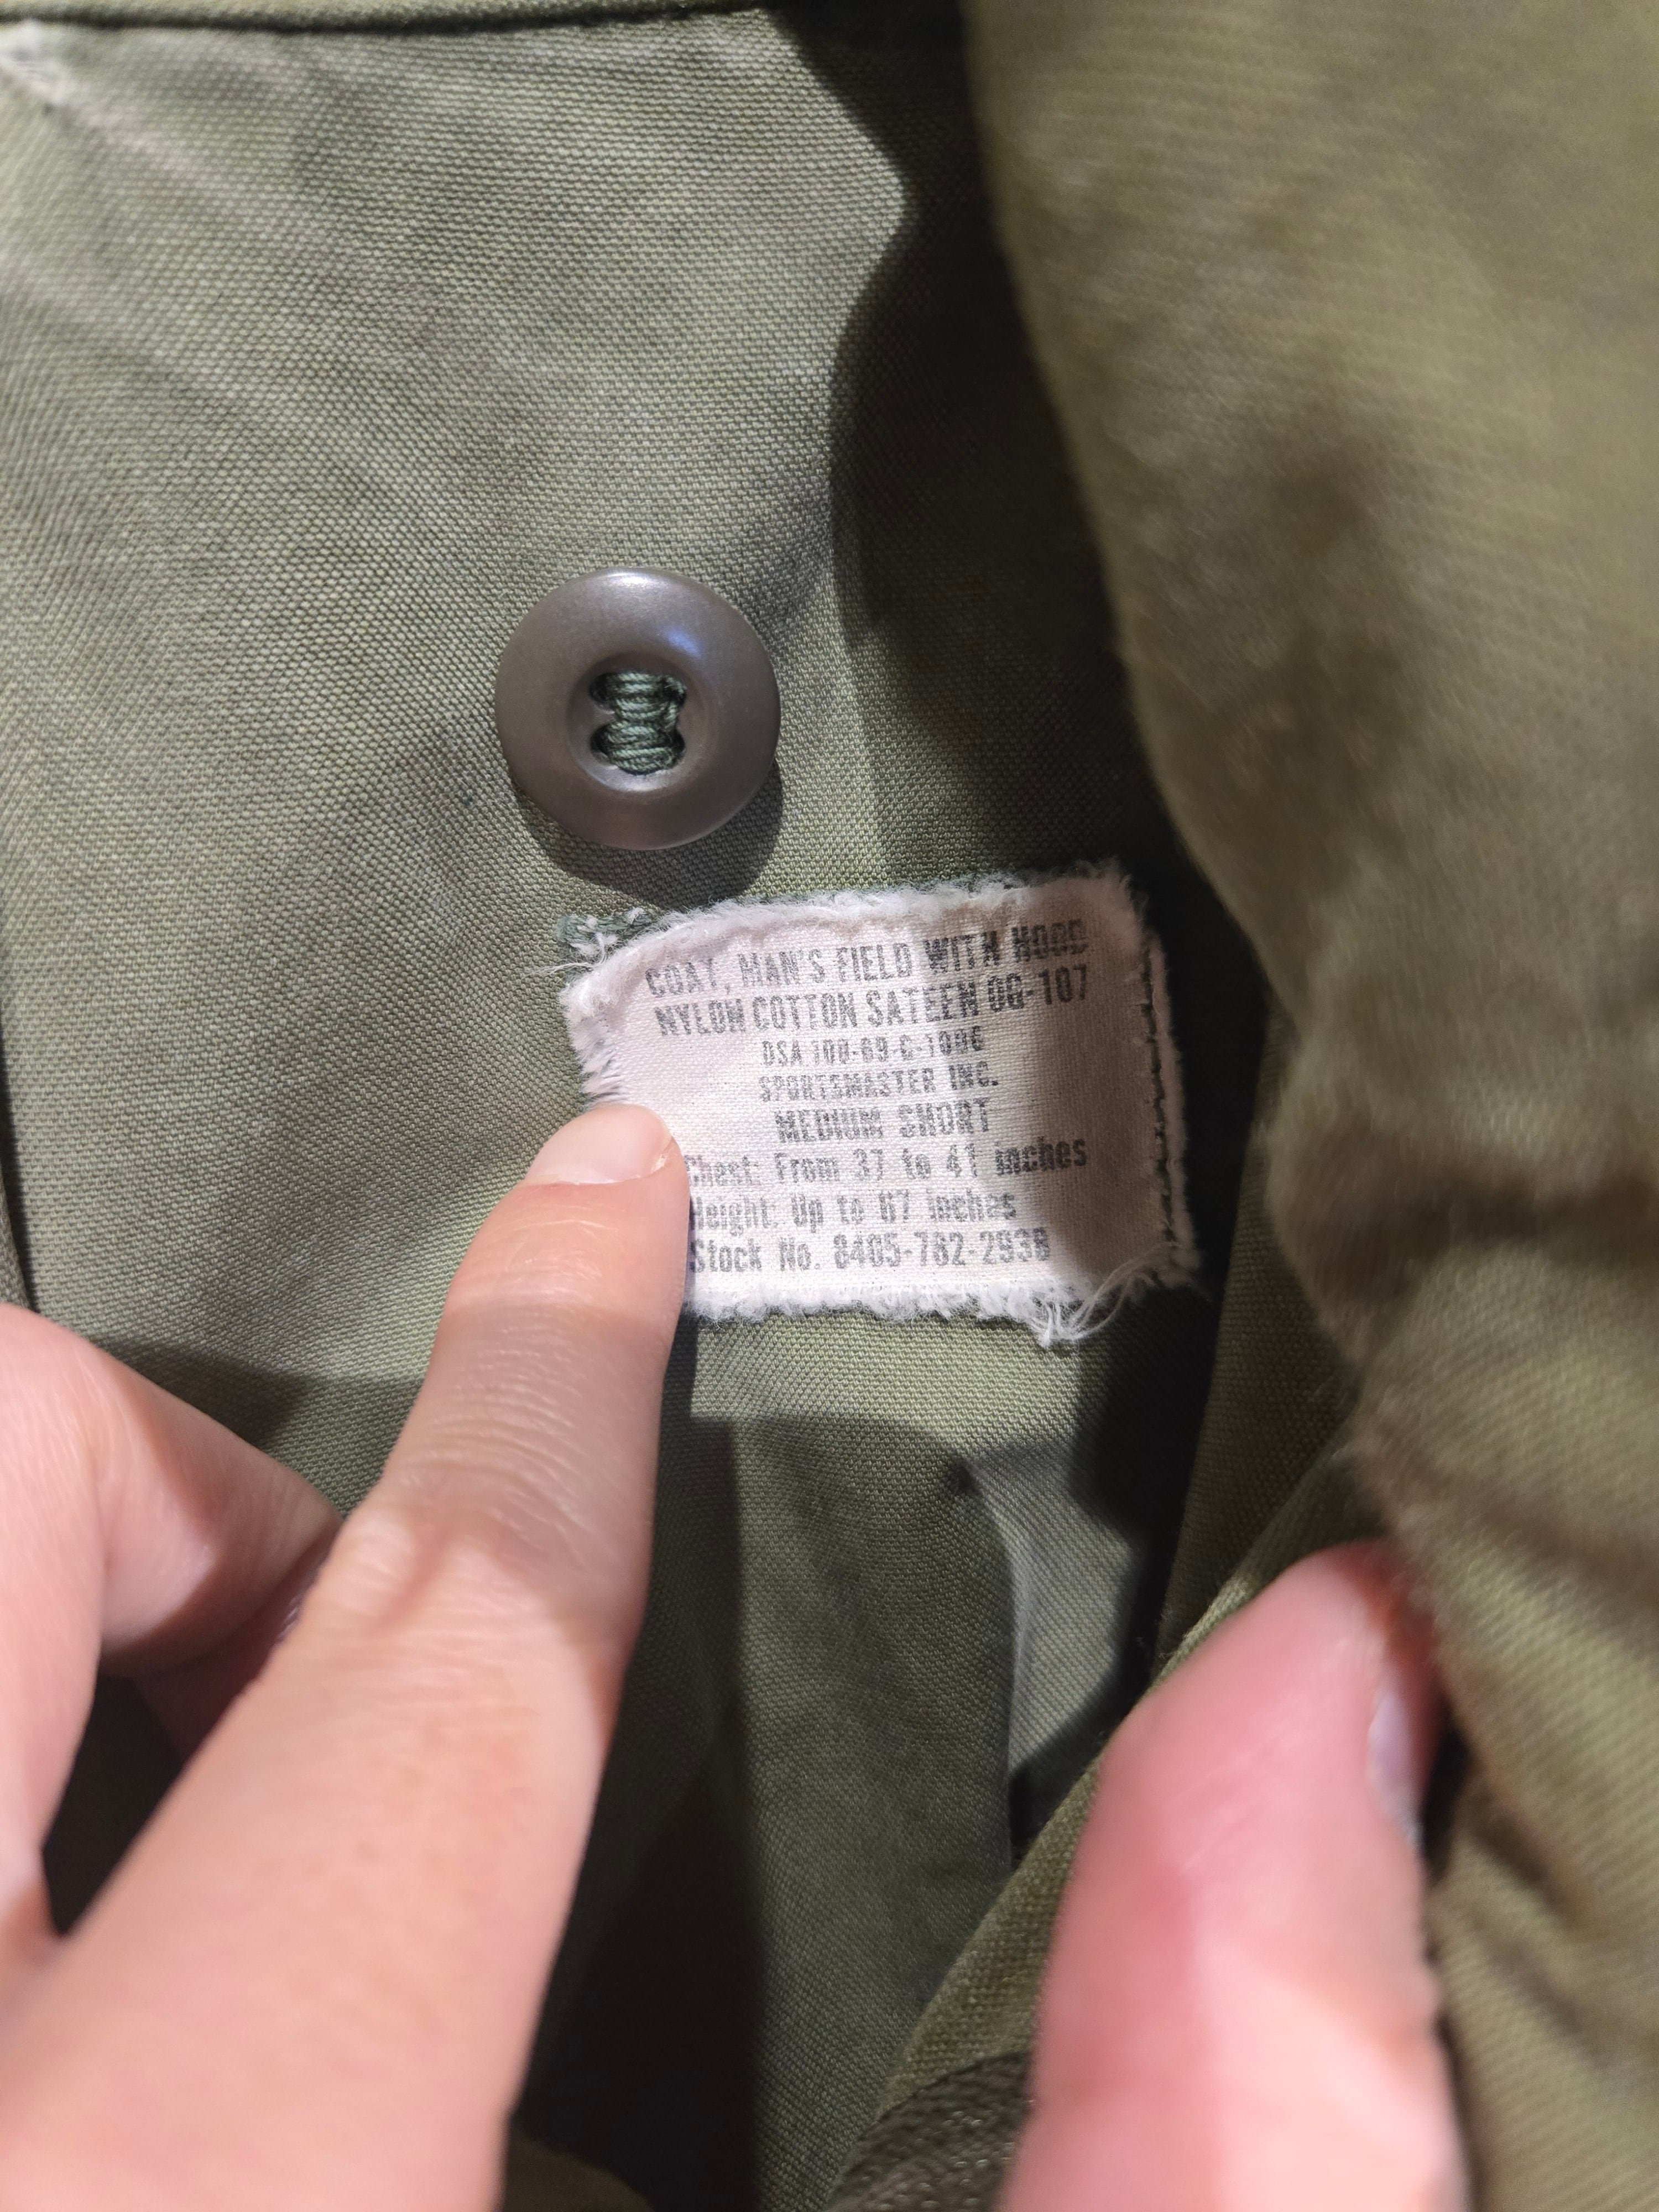 COAT, MAN'S FIELD WITH HOOD
NYLON COTTON SATEEN OG-107
DSA 100-69-C-1096
SPORTSMASTER INC.
MEDIUM SHORT
Chest: From 37 to 41 inches
Height: Up to 67 inches
Stock No. 8405-782-2938